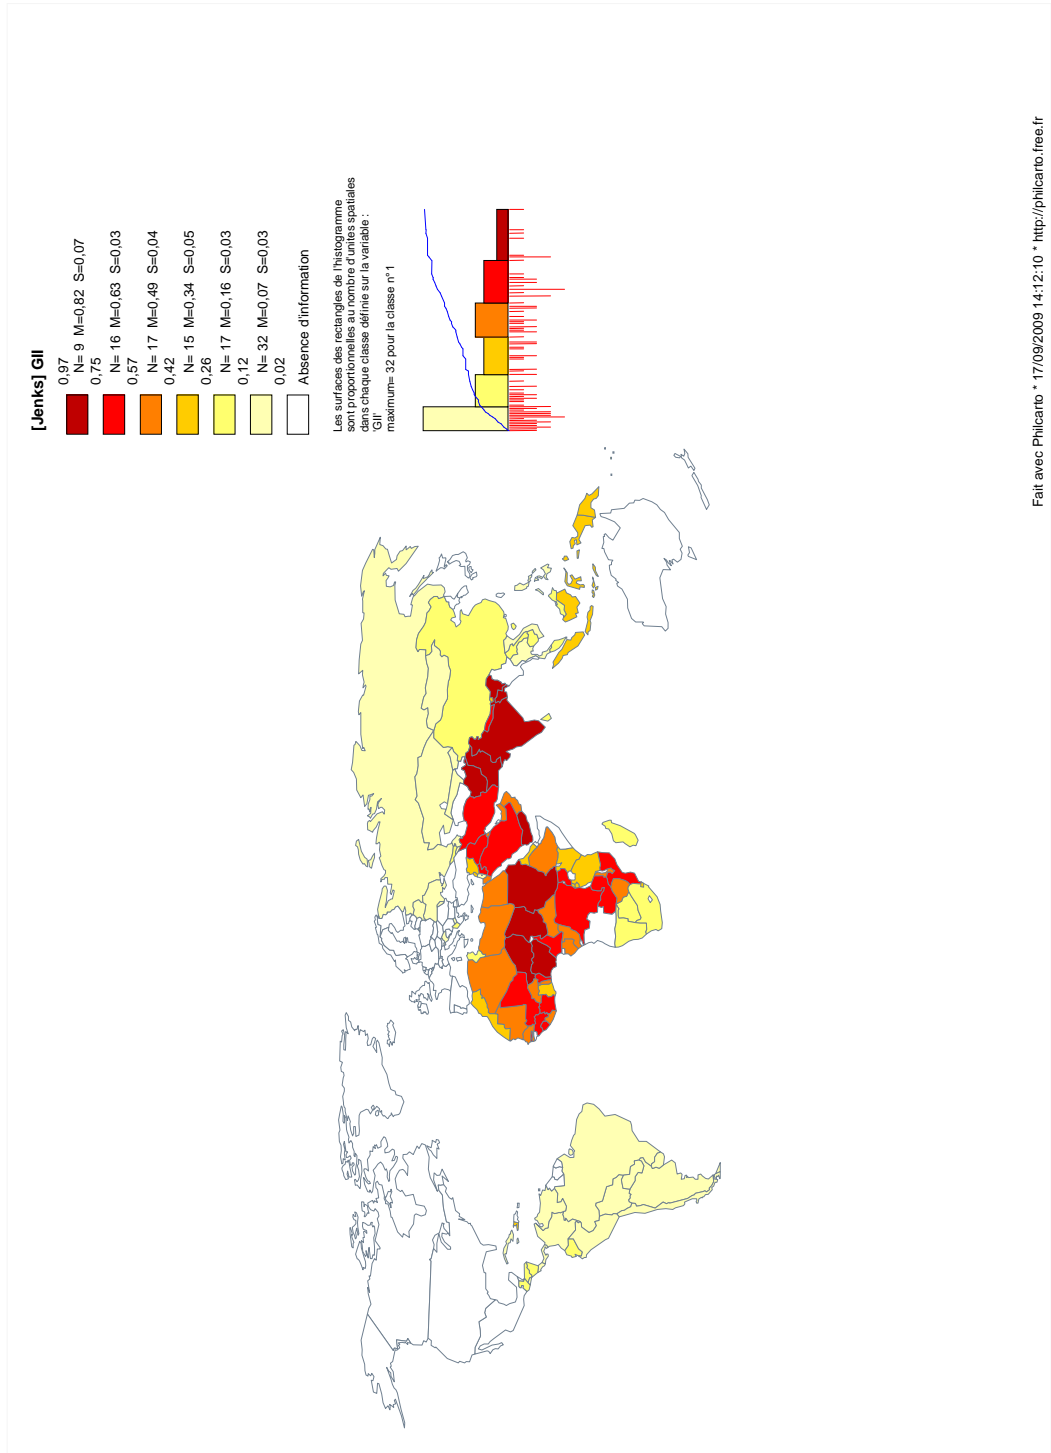 [Jenks] GII
0,97
N= 9  M=0,82  S=0,07
0,75
N= 16  M=0,63  S=0,03
0,57
N= 17  M=0,49  S=0,04
0,42
N= 15  M=0,34  S=0,05
0,26
N= 17  M=0,16  S=0,03
0,12
N= 32  M=0,07  S=0,03
0,02
Absence d'information
Les surfaces des rectangles de l'histogramme
sont proportionnelles au nombre d'unites spatiales
dans chaque classe définie sur la variable :
'GII'
maximum= 32 pour la classe n° 1
Fait avec Philcarto * 17/09/2009 14:12:10 * http://philcarto.free.fr